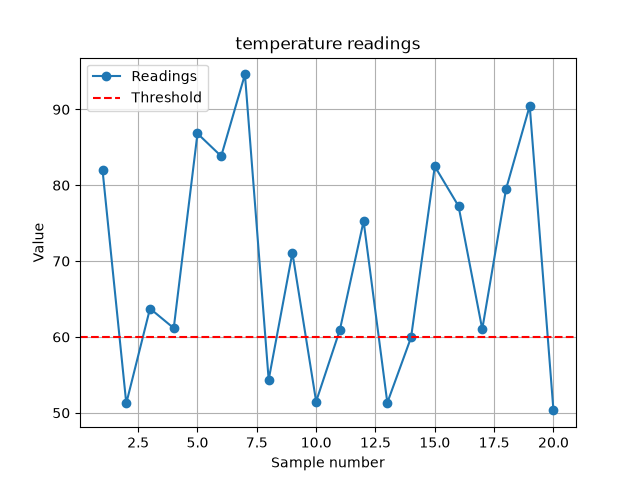 temperature readings
Readings
Threshold
90
80
70
60
50
Value
2.5 5.0 7.5 10.0 12.5 15.0 17.5 20.0
Sample number